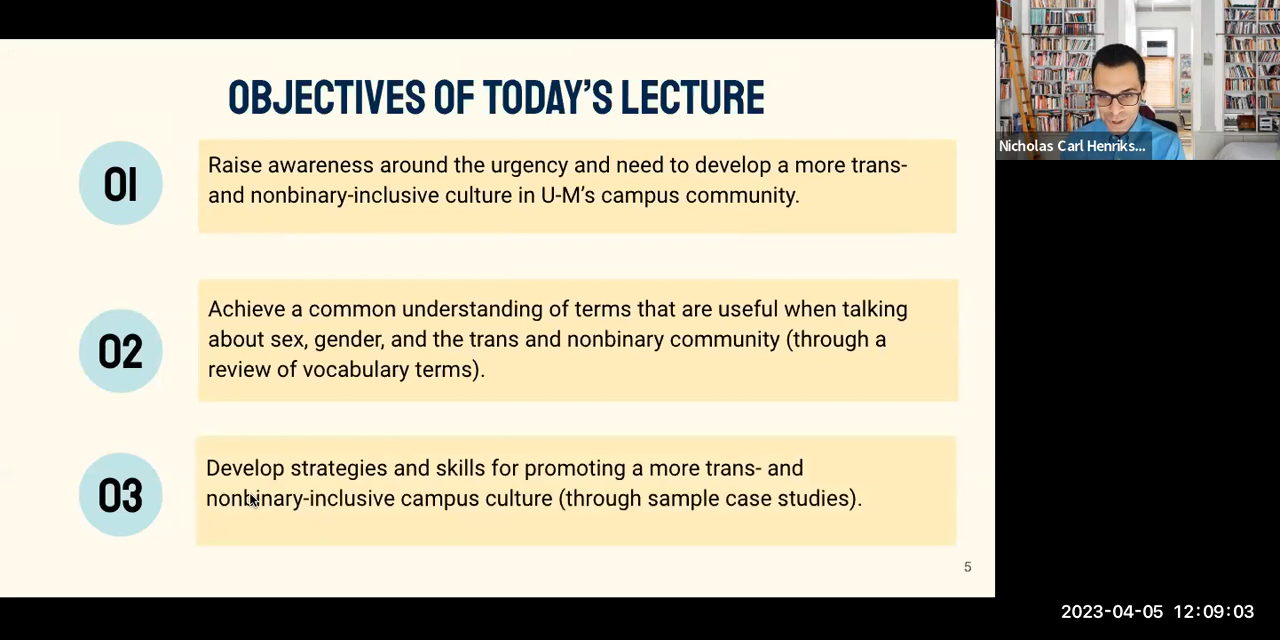 OBJECTIVES OF TODAY'S LECTURE
01
Raise awareness around the urgency and need to develop a more trans-
and nonbinary-inclusive culture in U-M's campus community.
02
Achieve a common understanding of terms that are useful when talking
about sex, gender, and the trans and nonbinary community (through a
review of vocabulary terms).
03
Develop strategies and skills for promoting a more trans- and
nonbinary-inclusive campus culture (through sample case studies).
5
Nicholas Carl Henriks...
2023-04-05 12:09:03